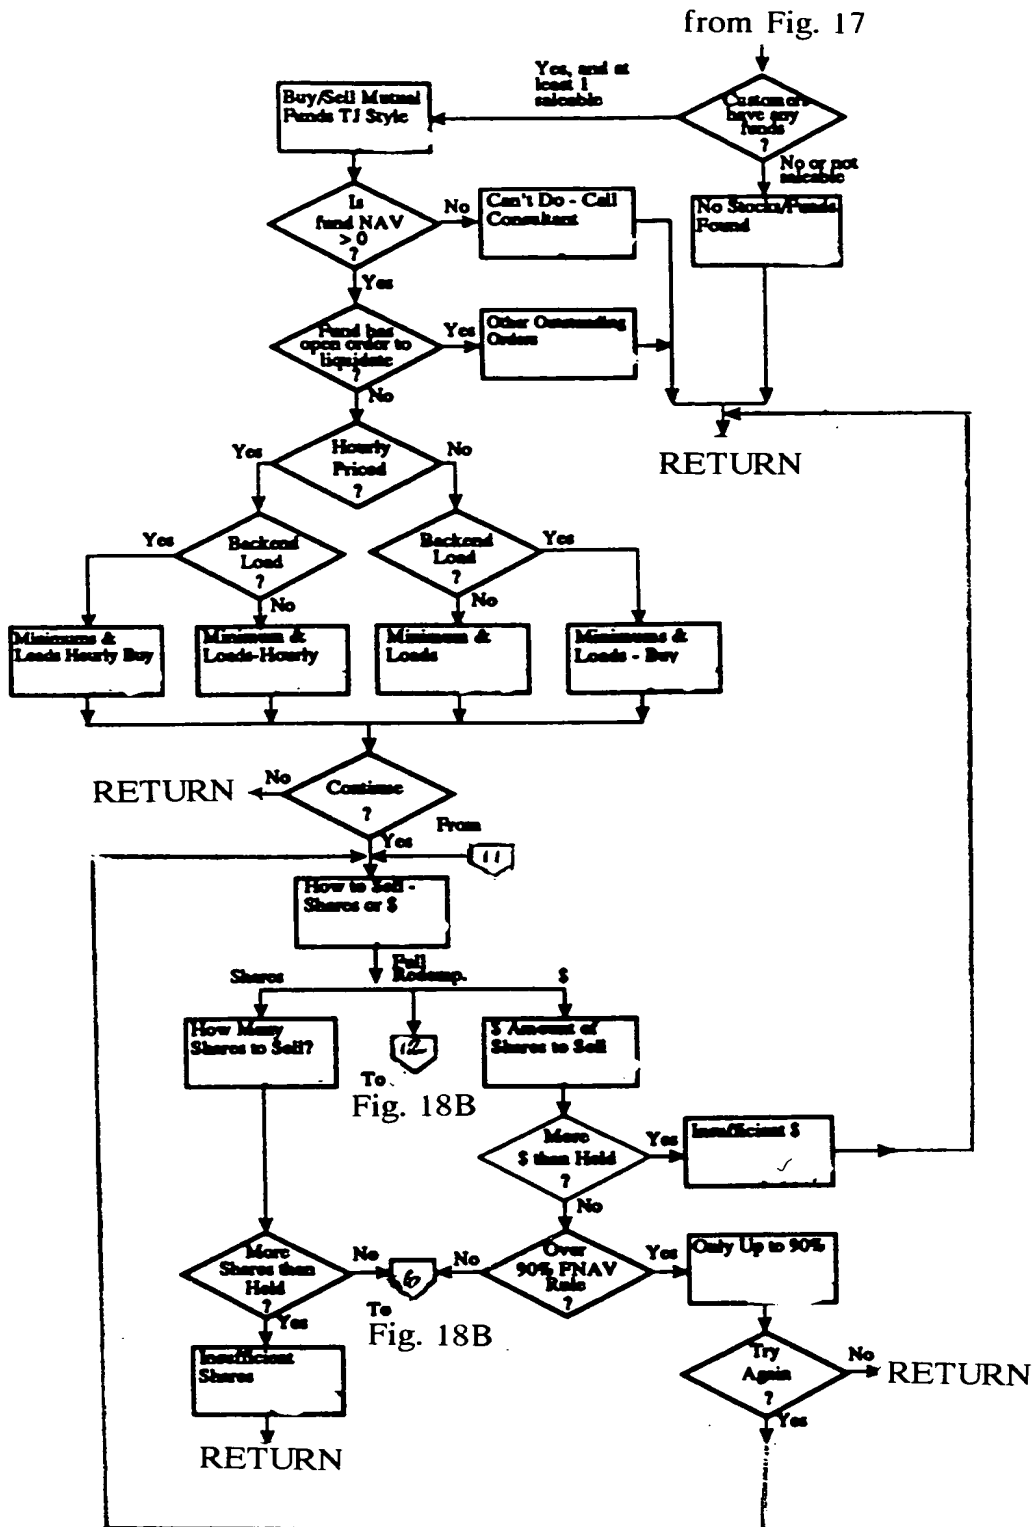 from Fig. 17
Yes, and at
least 1
saleable
Buy/Sell Mutual
Funds TJ Style
Customers
have any
funds
?
No or not
saleable
Is
fund NAV
> 0
?
No
Can't Do - Call
Consultant
No Stocks/Funds
Found
Yes
Fund has
open order to
liquidate
?
Yes
Other Outstanding
Orders
No
RETURN
Yes
Hourly
Priced
?
No
Yes
Backend
Load
?
No
Backend
Load
?
No
Yes
Minimums &
Loads Hourly Buy
Minimum &
Loads-Hourly
Minimum &
Loads
Minimums &
Loads - Buy
RETURN
No
Continue
?
Yes
From
11
How to Sell -
Shares or $
Shares
Full
Redemp.
$
How Many
Shares to Sell?
12
To
Fig. 18B
$ Amount of
Shares to Sell
More
$ than Held
?
Yes
Insufficient $
No
More
Shares than
Held
?
No
6
To
Fig. 18B
No
Over
90% FNAV
Rule
?
Yes
Only Up to 90%
Yes
Insufficient
Shares
RETURN
Try
Again
?
No
RETURN
Yes